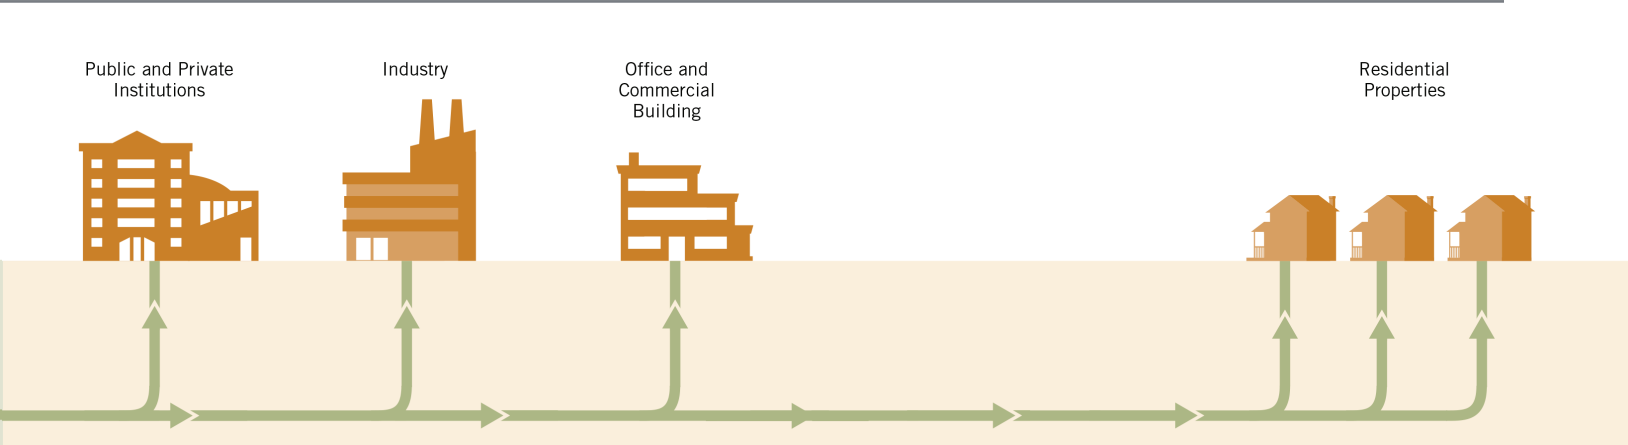 Public and Private
Institutions
Industry
Office and
Commercial
Building
Residential
Properties